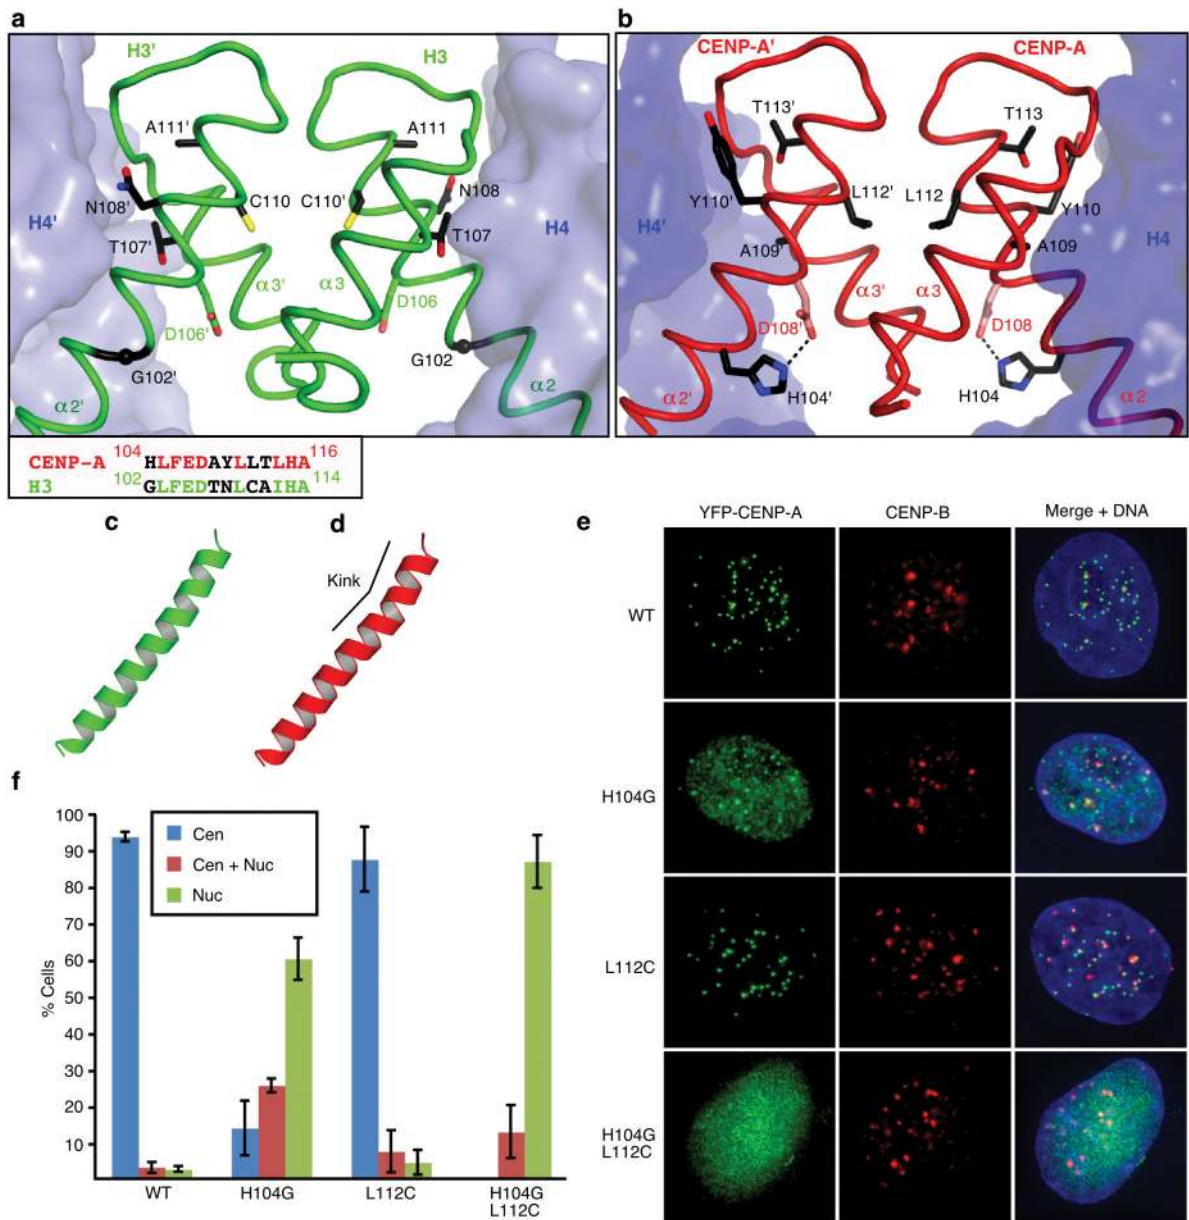 a
H3'
H3
A111'
A111
N108'
C110
C110'
N108
H4'
T107'
T107
H4
α3'
α3
D106'
D106
G102'
G102
α2'
α2
b
CENP-A'
CENP-A
T113'
T113
L112'
L112
Y110'
Y110
H4'
A109'
A109
H4
α3'
α3
D108'
D108
H104'
H104
α2'
α2
CENP-A 104 HLFEDAYLLTLHA 116
H3 102 GLFEDTNLCAIHA 114
c
d
Kink
e
YFP-CENP-A
CENP-B
Merge + DNA
WT
H104G
L112C
H104G
L112C
f
100
90
80
70
60
50
40
30
20
10
% Cells
Cen
Cen + Nuc
Nuc
WT
H104G
L112C
H104G
L112C